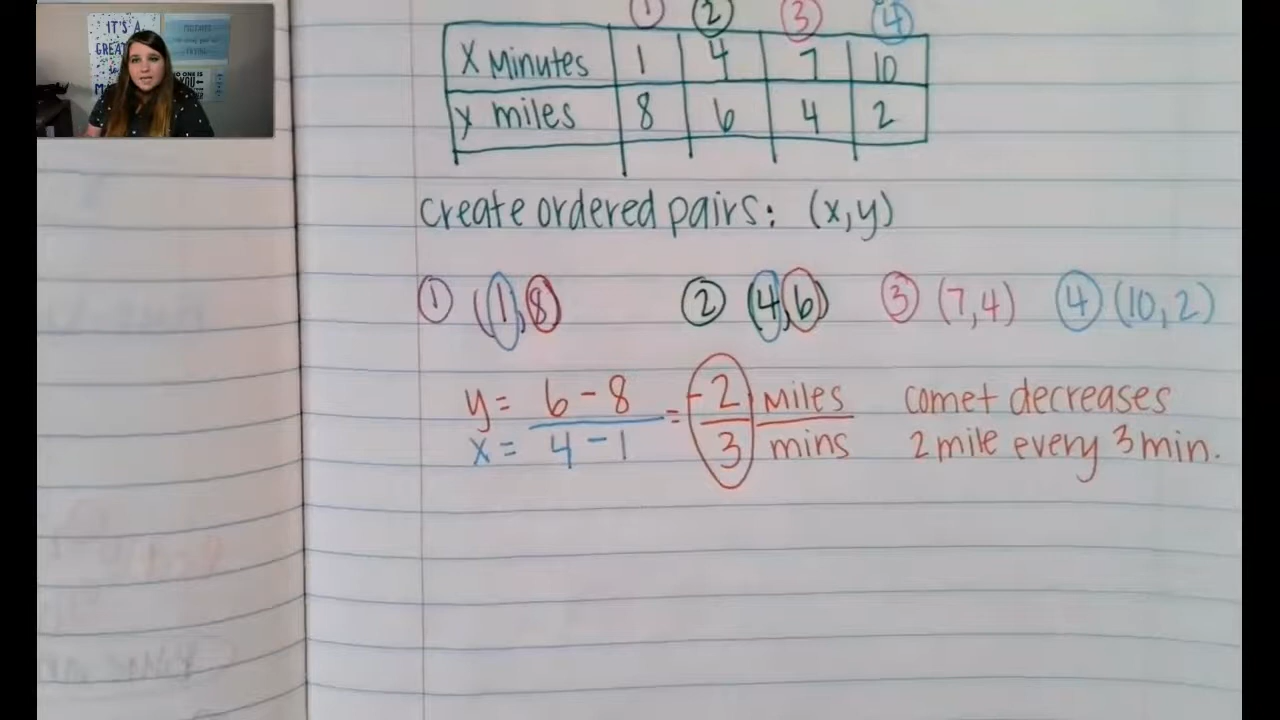 IT'S A
GREAT
① ② ③ ④
X Minutes 1 4 7 10
y miles 8 6 4 2
create ordered pairs: (x,y)
① (1,8) ② (4,6) ③ (7,4) ④ (10,2)
y= 6-8 = -2 Miles comet decreases
x= 4-1 3 mins 2 mile every 3 min.